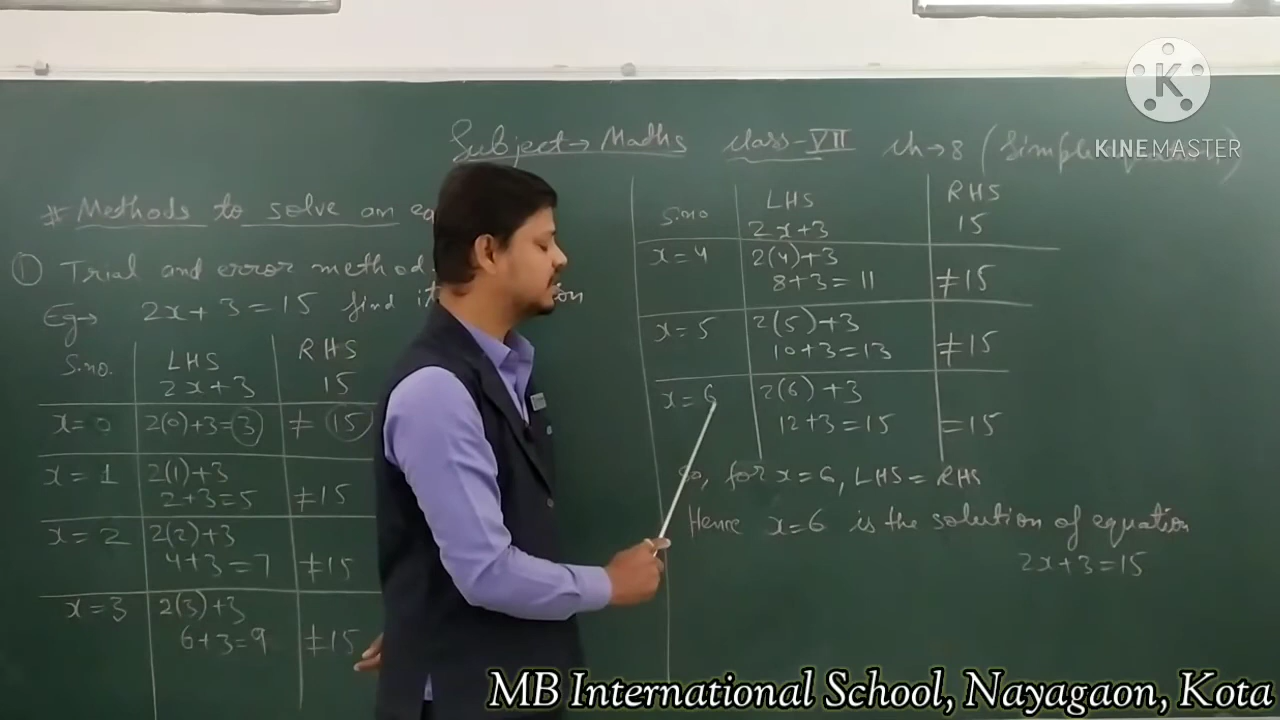 Subject → Maths class - VII ch → 8 (Simple
# Methods to solve an eq
① Trial and error method.
Eg → 2x + 3 = 15 find it
S.no. LHS RHS
2x+3 15
x=0 2(0)+3=3 ≠ 15
x=1 2(1)+3
2+3=5 ≠15
x=2 2(2)+3
4+3=7 ≠15
x=3 2(3)+3
6+3=9 ≠15
S.no LHS RHS
2x+3 15
x=4 2(4)+3
8+3=11 ≠15
x=5 2(5)+3
10+3=13 ≠15
x=6 2(6)+3
12+3=15 =15
So, for x=6, LHS=RHS
Hence x=6 is the solution of equation
2x+3=15
K
KINEMASTER
MB International School, Nayagaon, Kota